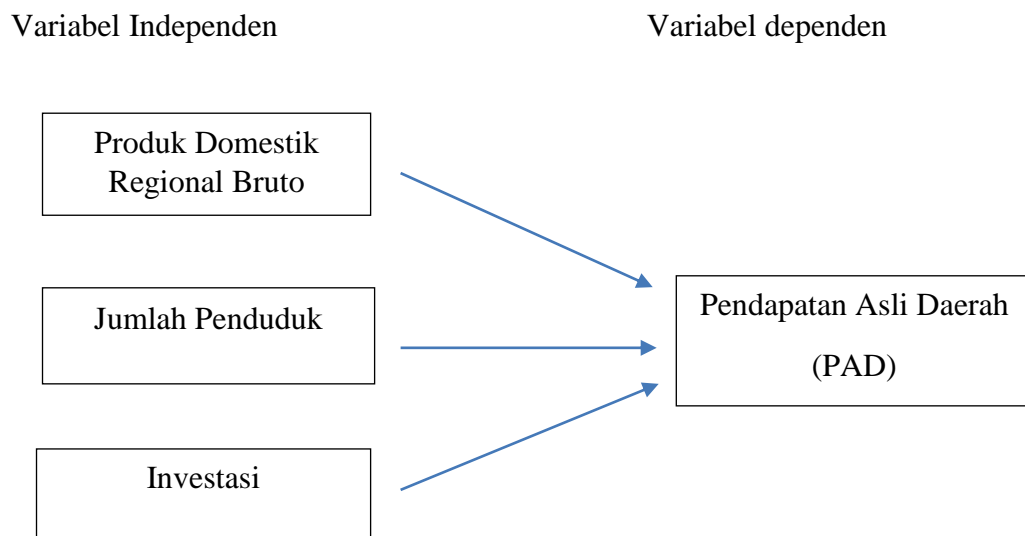 Variabel Independen
Variabel dependen
Produk Domestik
Regional Bruto
Jumlah Penduduk
Pendapatan Asli Daerah
(PAD)
Investasi